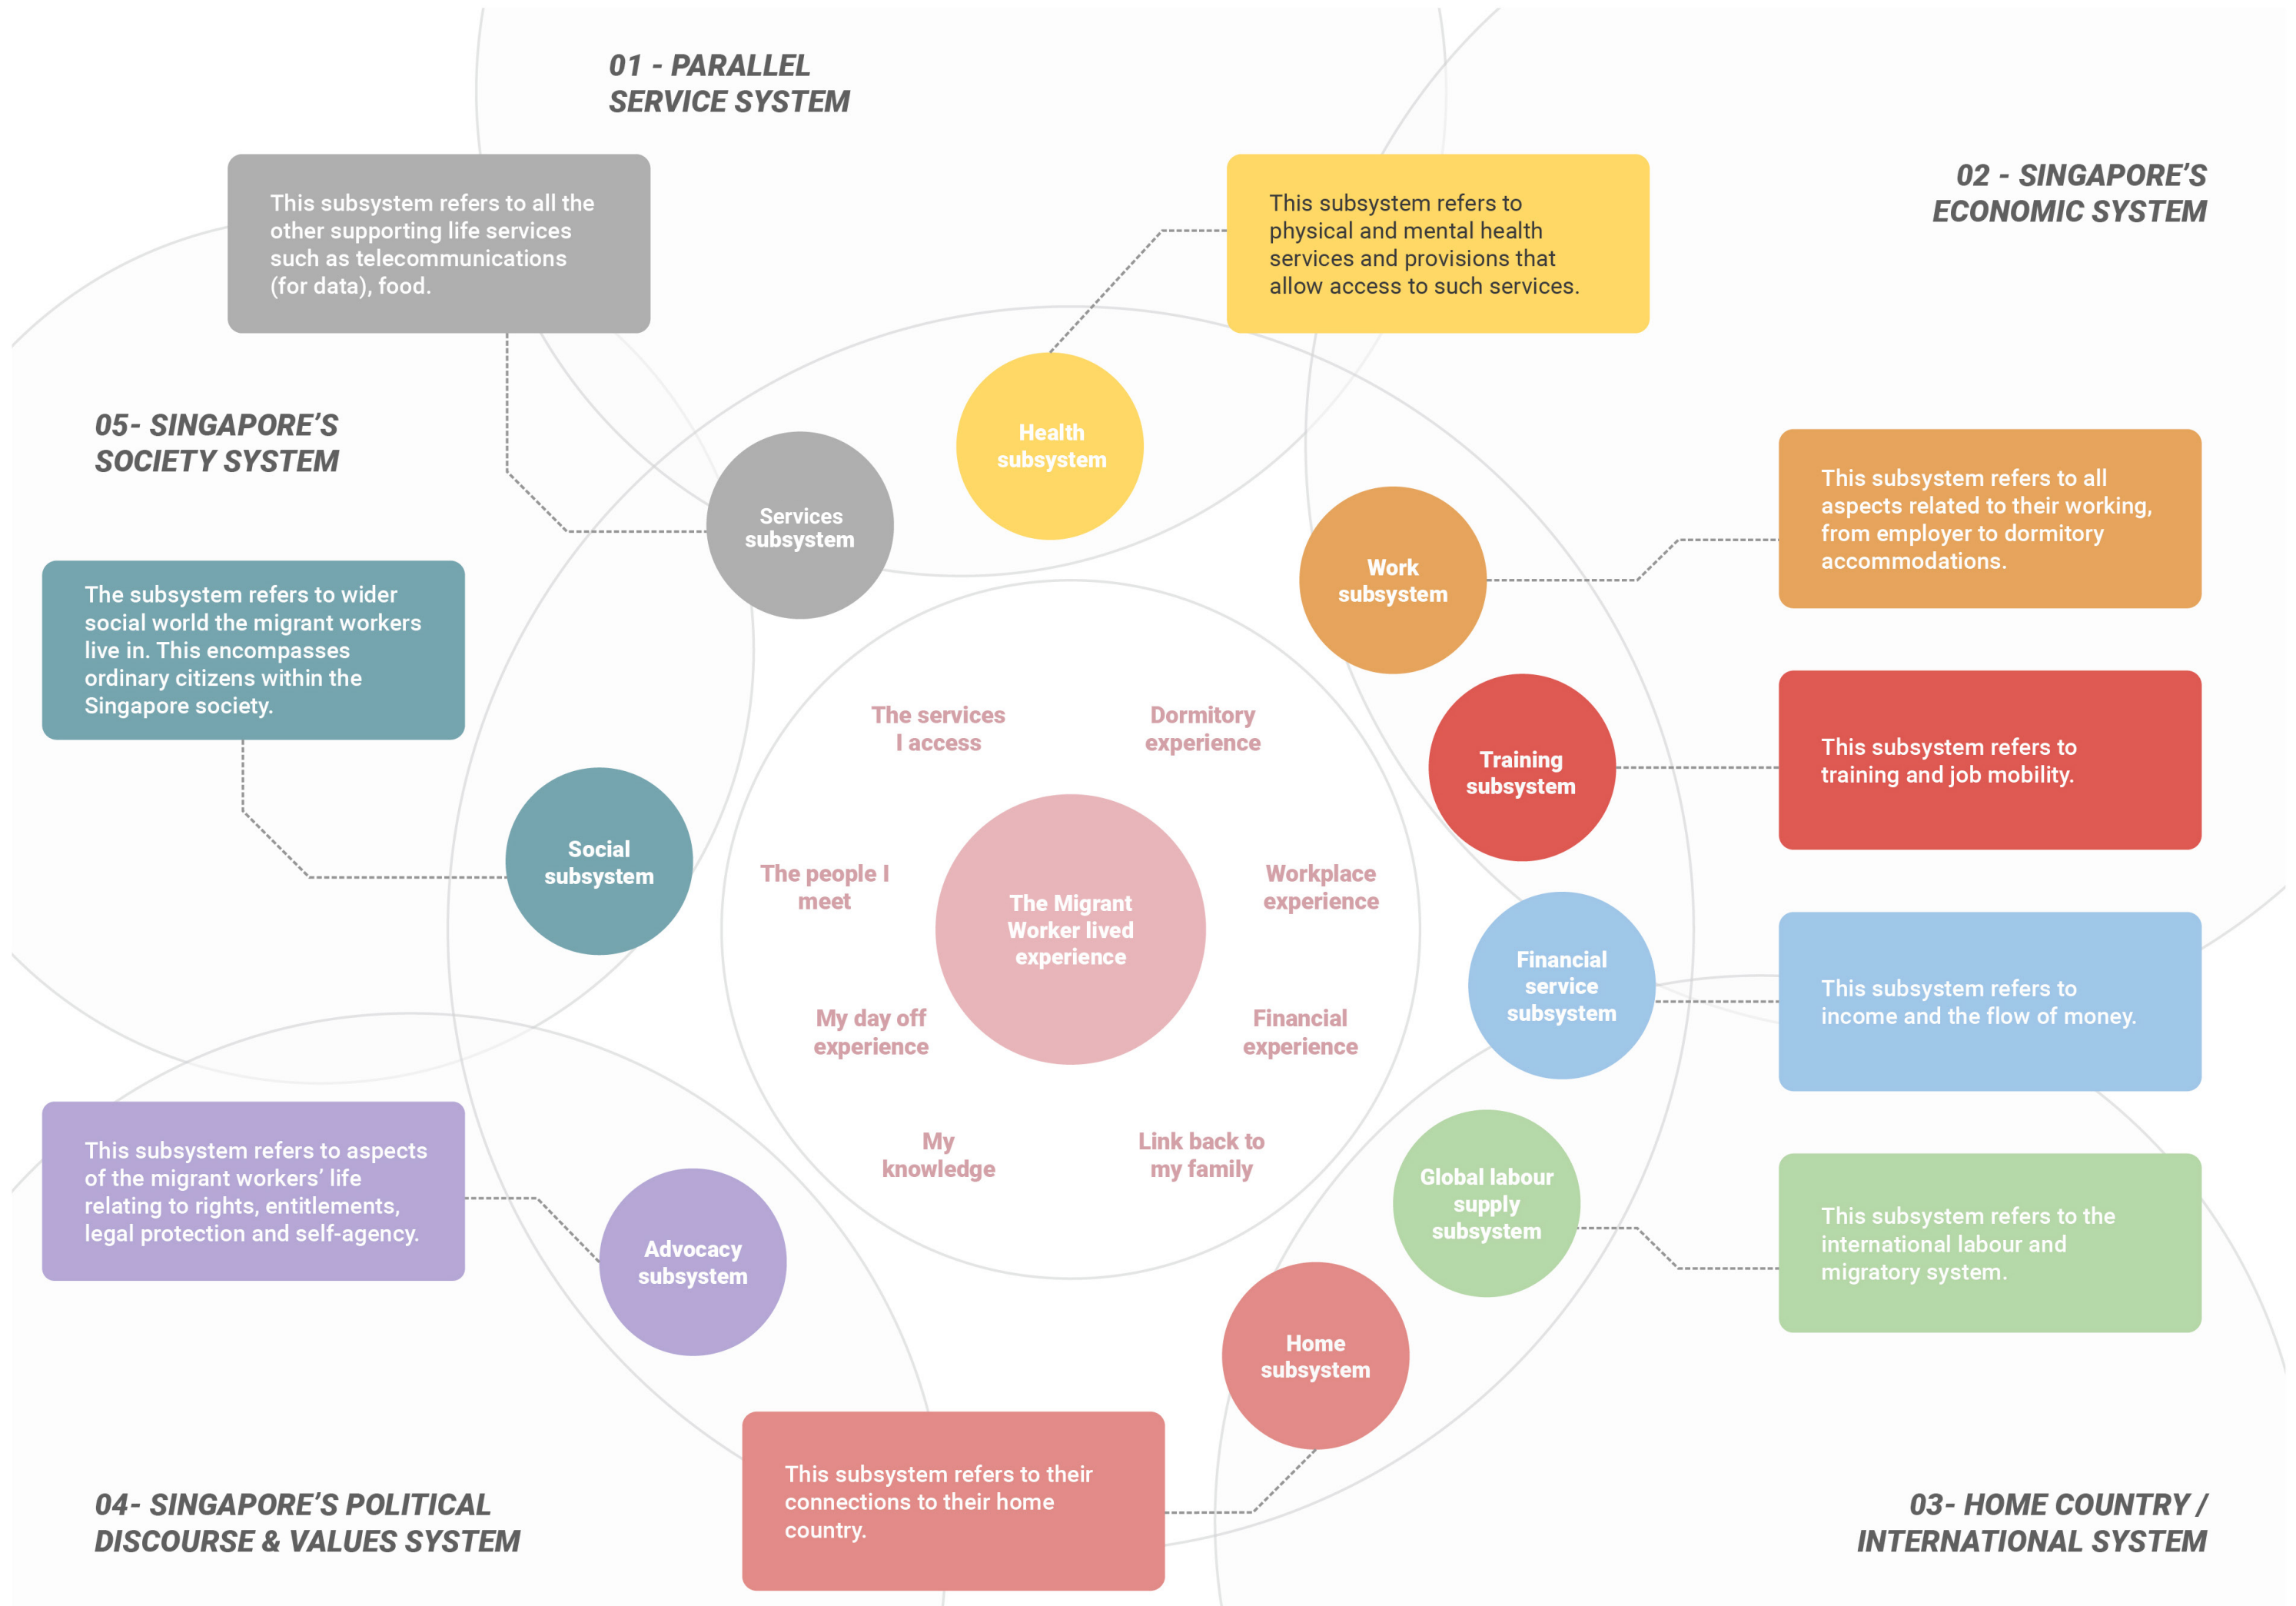 01 - PARALLEL
SERVICE SYSTEM
02 - SINGAPORE’S
ECONOMIC SYSTEM
This subsystem refers to all the
other supporting life services
such as telecommunications
(for data), food.
This subsystem refers to
physical and mental health
services and provisions that
allow access to such services.
05- SINGAPORE’S
SOCIETY SYSTEM
Health
subsystem
Services
subsystem
Work
subsystem
This subsystem refers to all
aspects related to their working,
from employer to dormitory
accommodations.
The subsystem refers to wider
social world the migrant workers
live in. This encompasses
ordinary citizens within the
Singapore society.
Training
subsystem
This subsystem refers to
training and job mobility.
Social
subsystem
The services
I access
Dormitory
experience
The people I
meet
The Migrant
Worker lived
experience
Workplace
experience
My day off
experience
Financial
experience
My
knowledge
Link back to
my family
Financial
service
subsystem
This subsystem refers to
income and the flow of money.
This subsystem refers to aspects
of the migrant workers’ life
relating to rights, entitlements,
legal protection and self-agency.
Advocacy
subsystem
Global labour
supply
subsystem
This subsystem refers to the
international labour and
migratory system.
Home
subsystem
This subsystem refers to their
connections to their home
country.
04- SINGAPORE’S POLITICAL
DISCOURSE & VALUES SYSTEM
03- HOME COUNTRY /
INTERNATIONAL SYSTEM